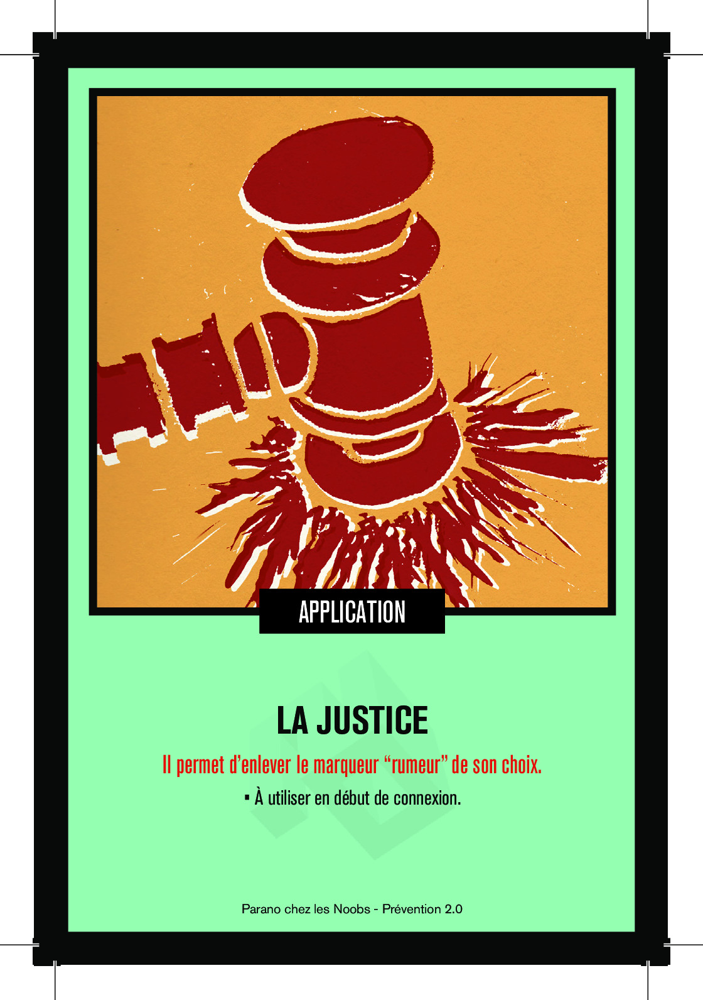 APPLICATION
LA JUSTICE
Il permet d’enlever le marqueur “rumeur” de son choix.
▪ À utiliser en début de connexion.
Parano chez les Noobs - Prévention 2.0